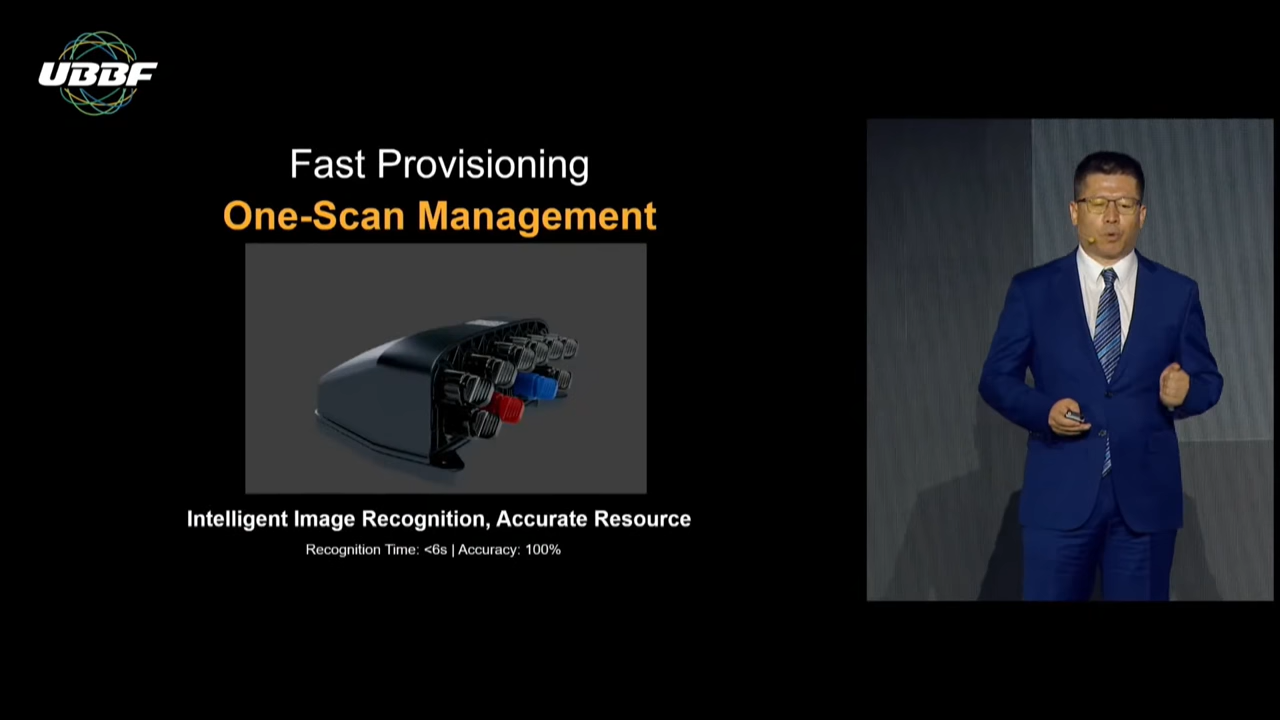 UBBF
Fast Provisioning
One-Scan Management
Intelligent Image Recognition, Accurate Resource
Recognition Time: <6s | Accuracy: 100%